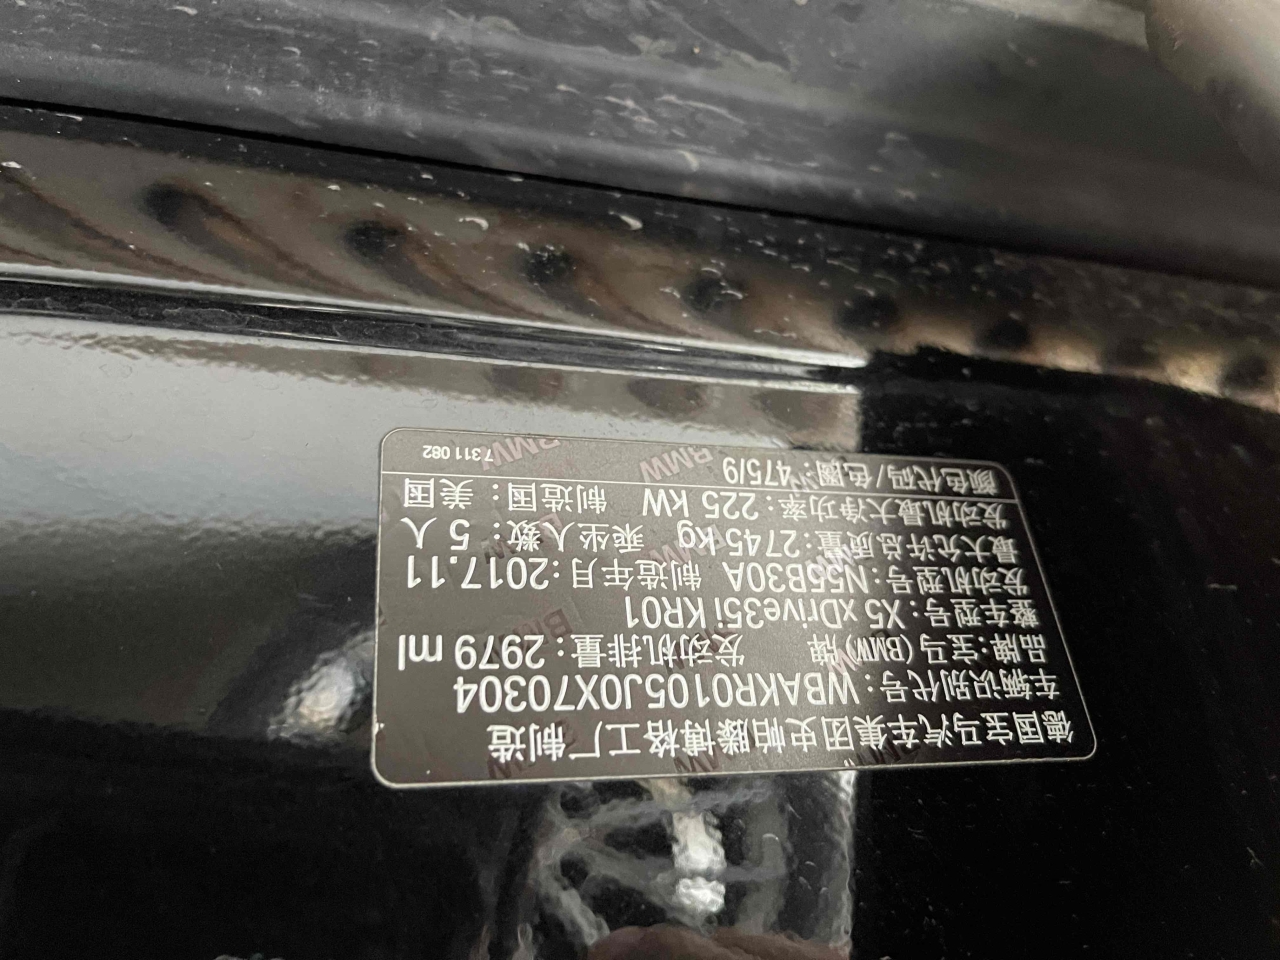 德国宝马汽车集团史帕滕博格工厂制造
车辆识别代号：WBAKR0105J0X70304
品牌：宝马（BMW）牌 发动机排量：2979 ml
整车型号：X5 xDrive35i KR01
发动机型号：N55B30A 制造年月：2017.11
最大允许总质量：2745 kg 乘坐人数：5 人
发动机最大净功率：225 kW 制造国：美国
颜色代码/色圈：475/9
7 311 082